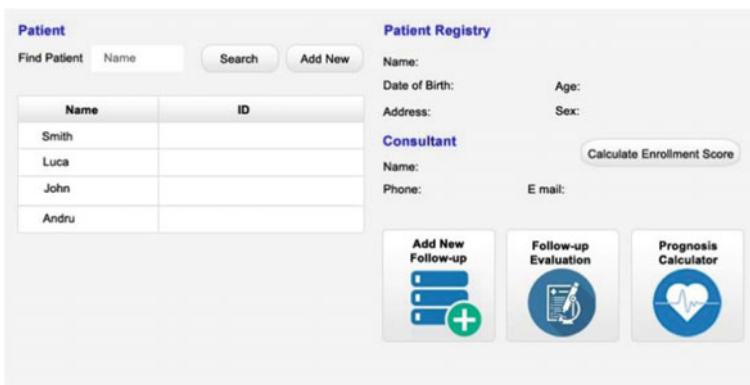 Patient
Find Patient Name Search Add New
Name ID
Smith
Luca
John
Andru
Patient Registry
Name:
Date of Birth: Age:
Address: Sex:
Consultant
Calculate Enrollment Score
Name:
Phone: E mail:
Add New
Follow-up
Follow-up
Evaluation
Prognosis
Calculator